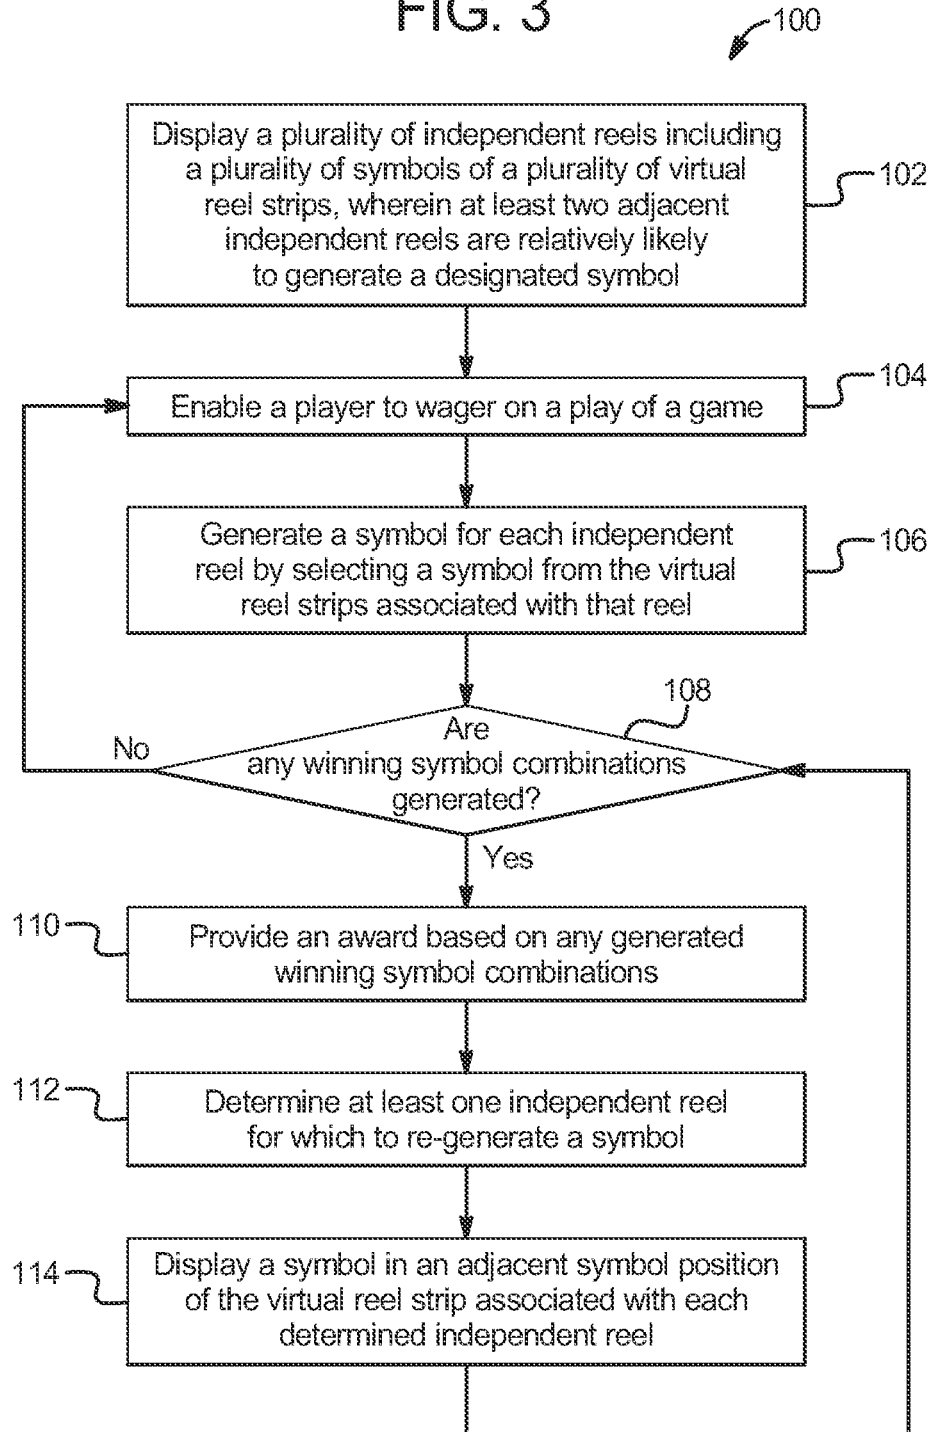 FIG. 3
100
Display a plurality of independent reels including
a plurality of symbols of a plurality of virtual
reel strips, wherein at least two adjacent
independent reels are relatively likely
to generate a designated symbol
102
Enable a player to wager on a play of a game
104
Generate a symbol for each independent
reel by selecting a symbol from the virtual
reel strips associated with that reel
106
108
Are
any winning symbol combinations
generated?
No
Yes
110
Provide an award based on any generated
winning symbol combinations
112
Determine at least one independent reel
for which to re-generate a symbol
114
Display a symbol in an adjacent symbol position
of the virtual reel strip associated with each
determined independent reel